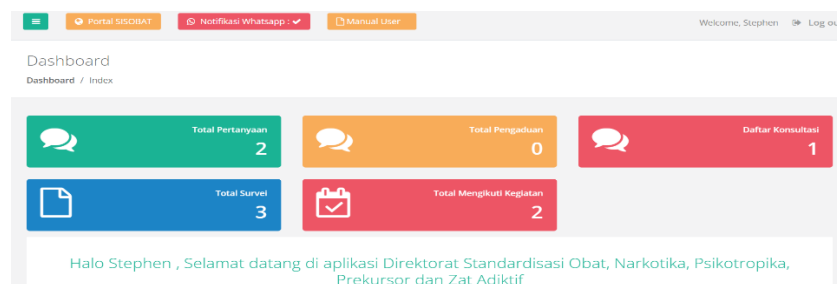 Portal SISOBAT
Notifikasi Whatsapp :
Manual User
Welcome, Stephen
Log ou
Dashboard
Dashboard / Index
Total Pertanyaan
2
Total Pengaduan
0
Daftar Konsultasi
1
Total Survei
3
Total Mengikuti Kegiatan
2
Halo Stephen , Selamat datang di aplikasi Direktorat Standardisasi Obat, Narkotika, Psikotropika,
Prekursor dan Zat Adiktif